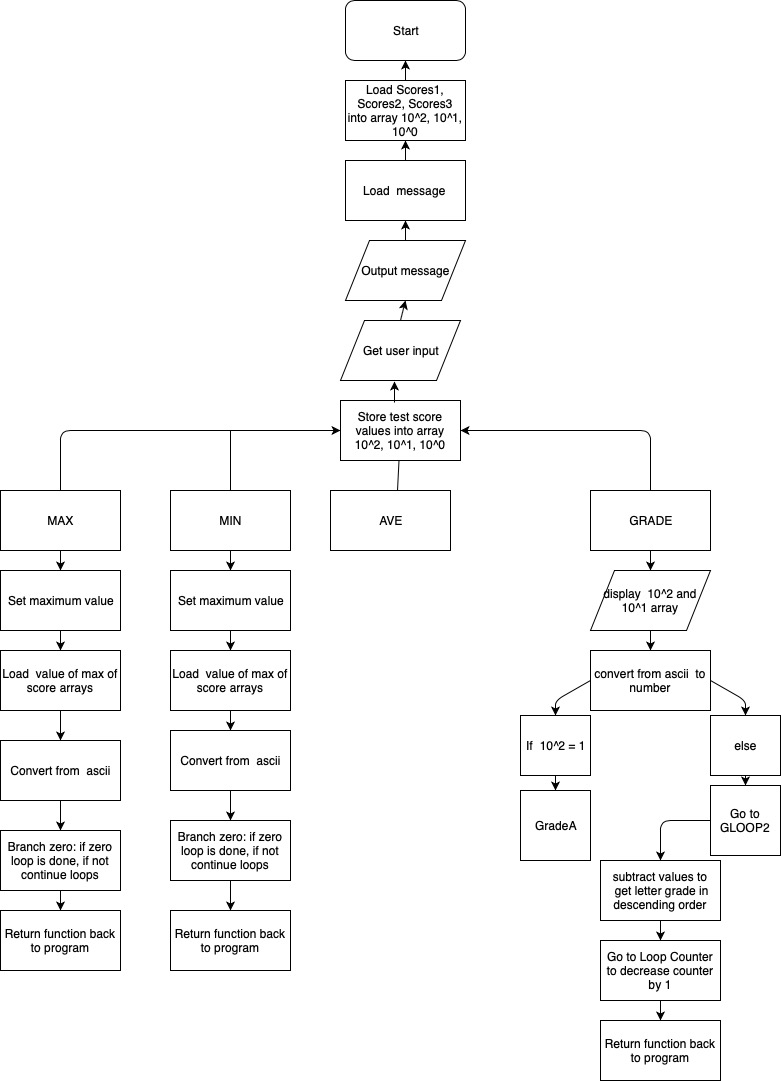 Start
Load Scores1,
Scores2, Scores3
into array 10^2, 10^1,
10^0
Load message
Output message
Get user input
Store test score
values into array
10^2, 10^1, 10^0
MAX
MIN
AVE
GRADE
Set maximum value
Set maximum value
display 10^2 and
10^1 array
Load value of max of
score arrays
Load value of max of
score arrays
convert from ascii to
number
Convert from ascii
Convert from ascii
If 10^2 = 1
else
Branch zero: if zero
loop is done, if not
continue loops
Branch zero: if zero
loop is done, if not
continue loops
GradeA
Go to
GLOOP2
subtract values to
get letter grade in
descending order
Return function back
to program
Return function back
to program
Go to Loop Counter
to decrease counter
by 1
Return function back
to program